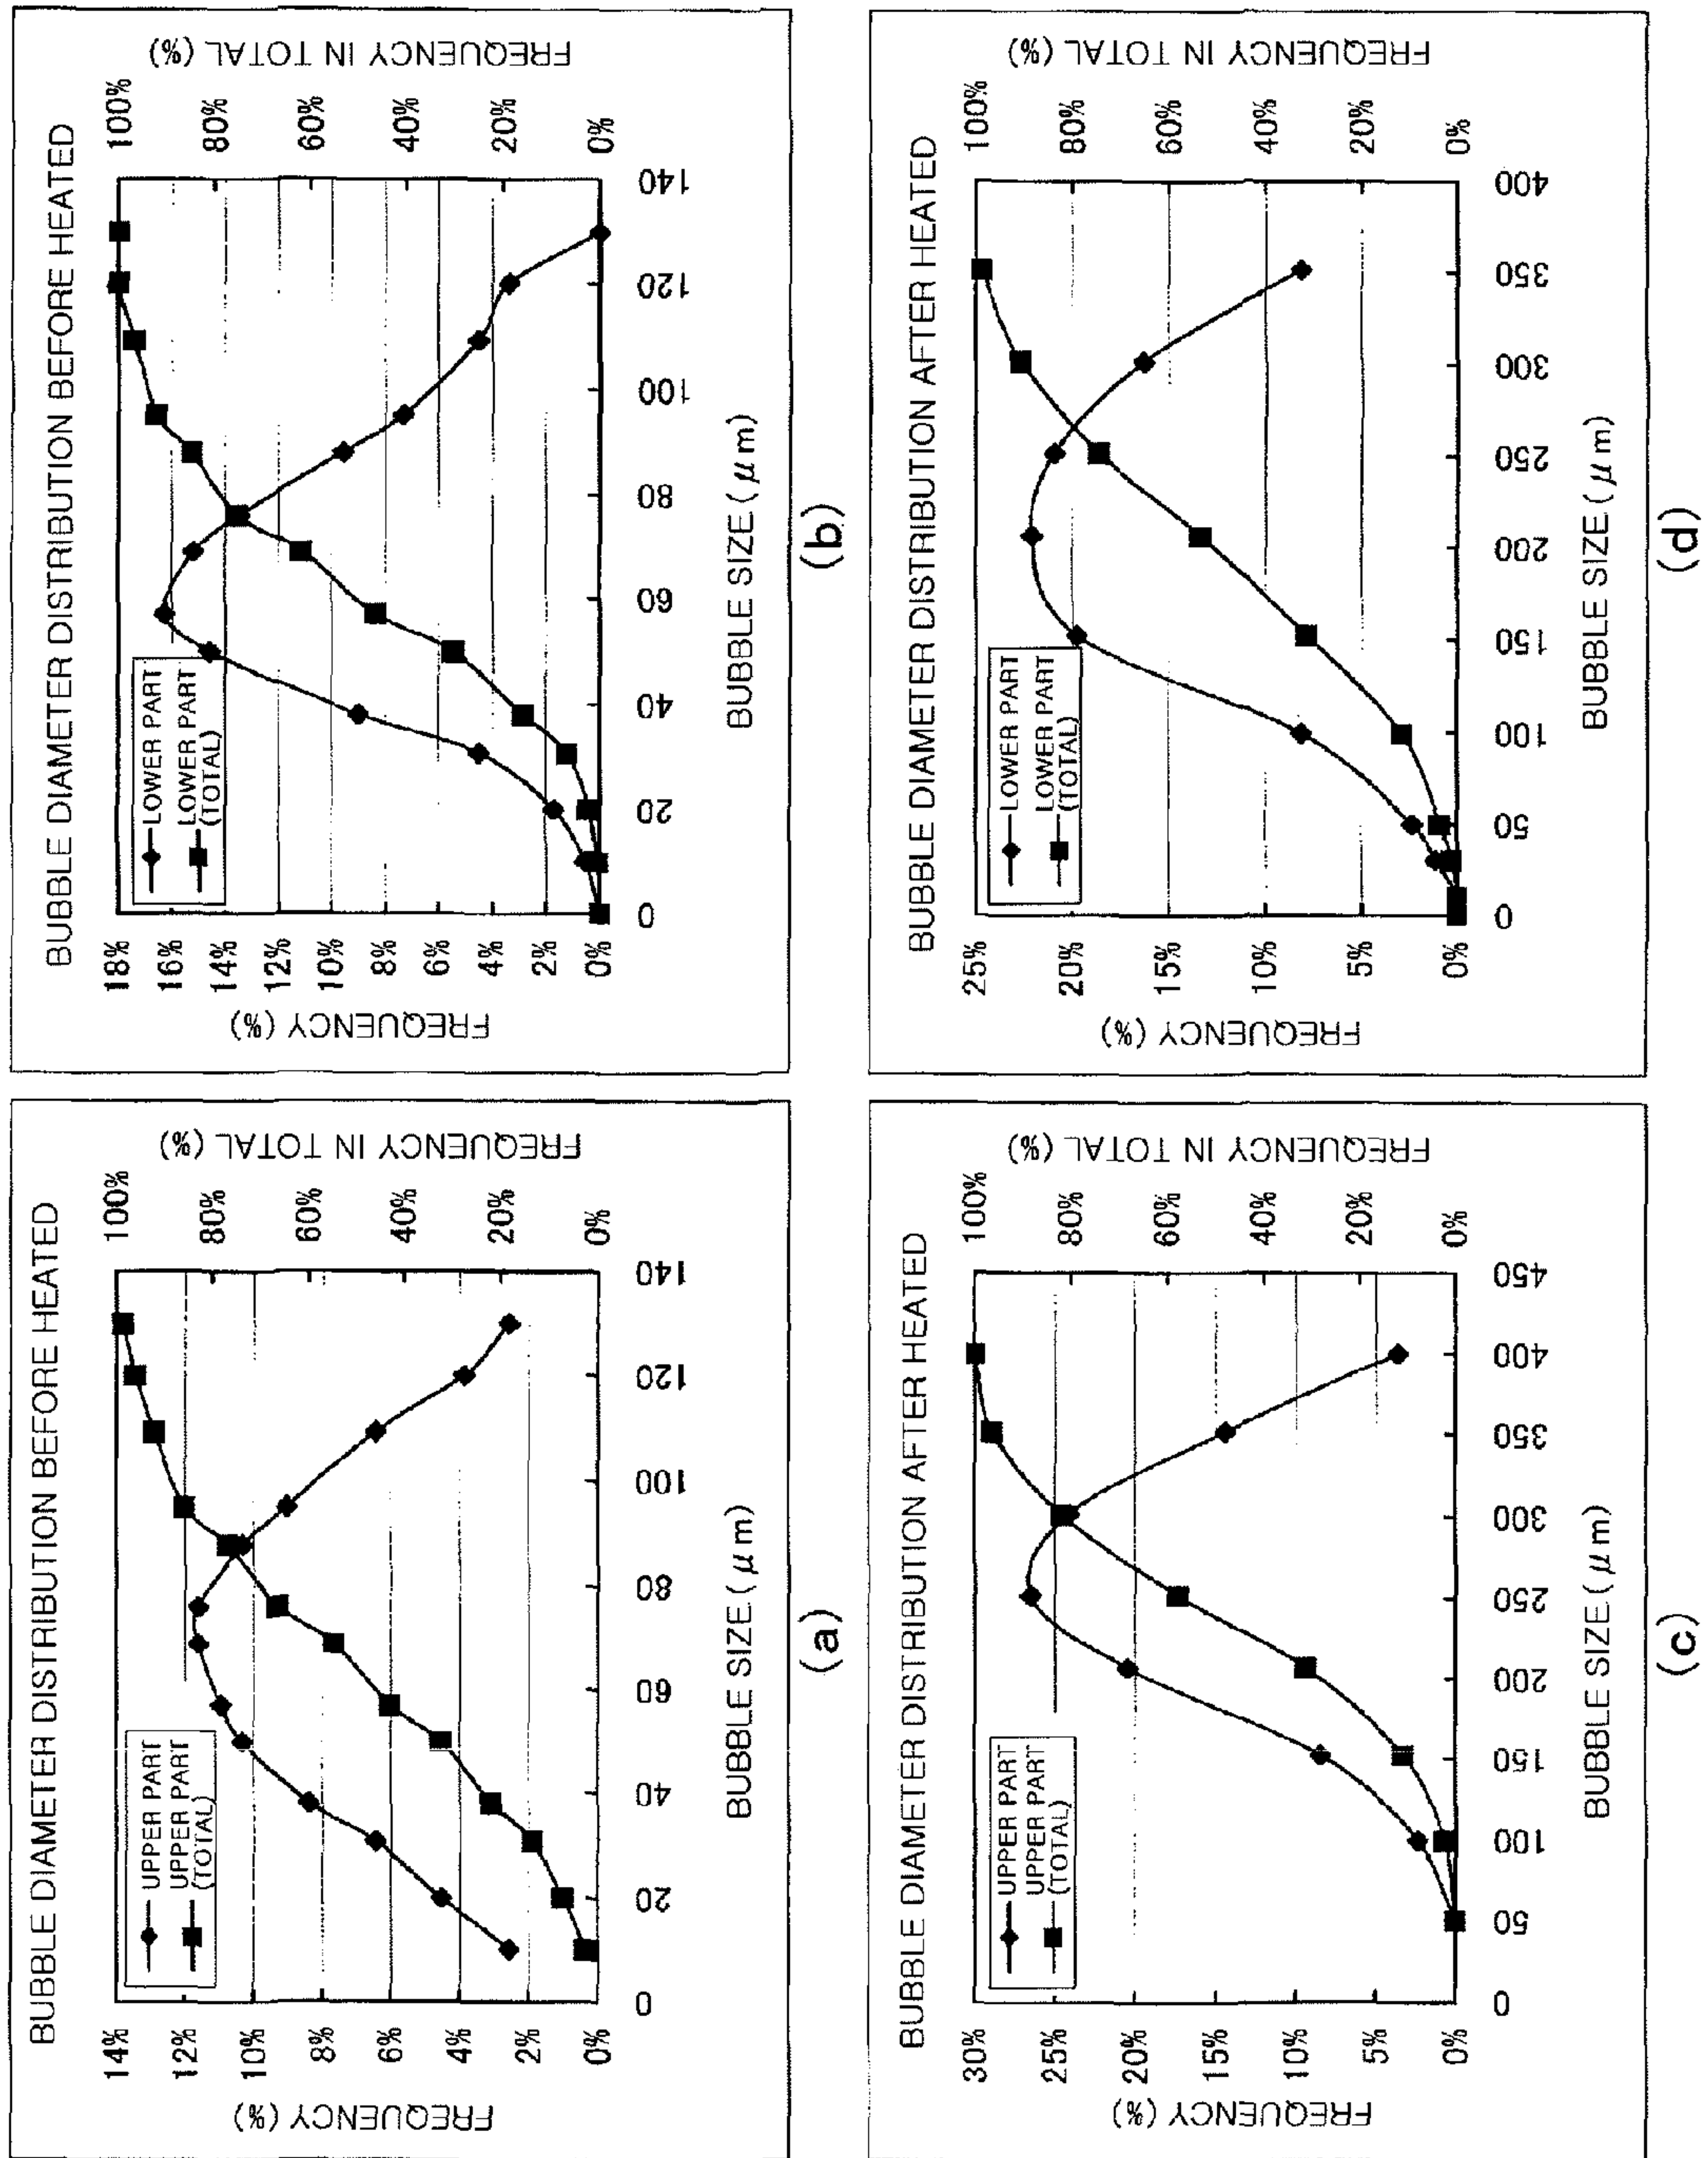 BUBBLE DIAMETER DISTRIBUTION BEFORE HEATED
FREQUENCY (%)
14%
12%
10%
8%
6%
4%
2%
0%
UPPER PART
UPPER PART
(TOTAL)
0
20
40
60
80
100
120
140
BUBBLE SIZE (μm)
100%
80%
60%
40%
20%
0%
FREQUENCY IN TOTAL (%)
(a)
BUBBLE DIAMETER DISTRIBUTION BEFORE HEATED
FREQUENCY (%)
18%
16%
14%
12%
10%
8%
6%
4%
2%
0%
LOWER PART
LOWER PART
(TOTAL)
0
20
40
60
80
100
120
140
BUBBLE SIZE (μm)
100%
80%
60%
40%
20%
0%
FREQUENCY IN TOTAL (%)
(b)
BUBBLE DIAMETER DISTRIBUTION AFTER HEATED
FREQUENCY (%)
30%
25%
20%
15%
10%
5%
0%
UPPER PART
UPPER PART
(TOTAL)
0
50
100
150
200
250
300
350
400
450
BUBBLE SIZE (μm)
100%
80%
60%
40%
20%
0%
FREQUENCY IN TOTAL (%)
(c)
BUBBLE DIAMETER DISTRIBUTION AFTER HEATED
FREQUENCY (%)
25%
20%
15%
10%
5%
0%
LOWER PART
LOWER PART
(TOTAL)
0
50
100
150
200
250
300
350
400
BUBBLE SIZE (μm)
100%
80%
60%
40%
20%
0%
FREQUENCY IN TOTAL (%)
(d)